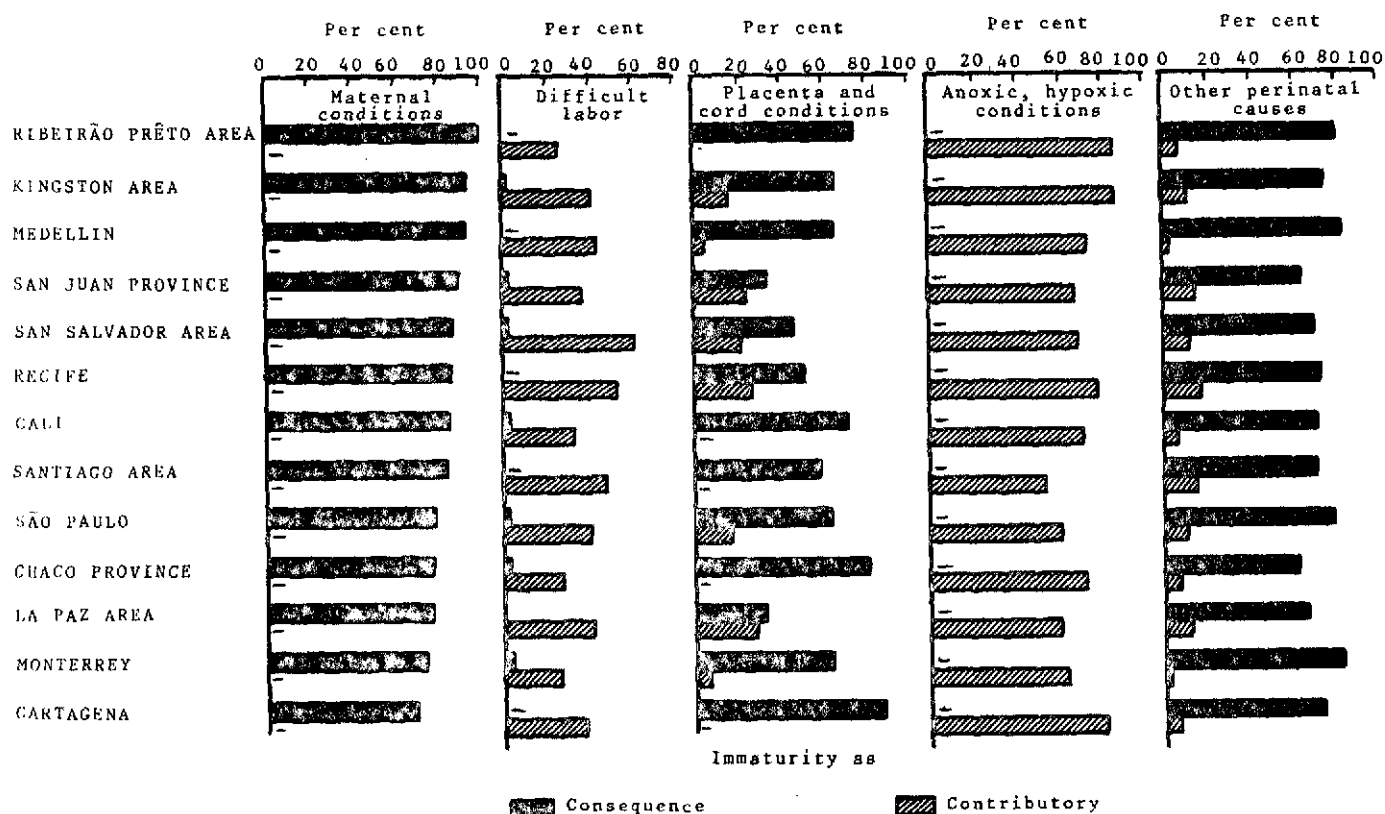 Per cent Per cent Per cent Per cent Per cent
0 20 40 60 80 100 0 20 40 60 80 0 20 40 60 80 100 0 20 40 60 80 100 0 20 40 60 80 100
Maternal conditions
Difficult labor
Placenta and cord conditions
Anoxic, hypoxic conditions
Other perinatal causes
RIBEIRÃO PRÊTO AREA
KINGSTON AREA
MEDELLIN
SAN JUAN PROVINCE
SAN SALVADOR AREA
RECIFE
CALI
SANTIAGO AREA
SÃO PAULO
CHACO PROVINCE
LA PAZ AREA
MONTERREY
CARTAGENA
Immaturity as
Consequence Contributory